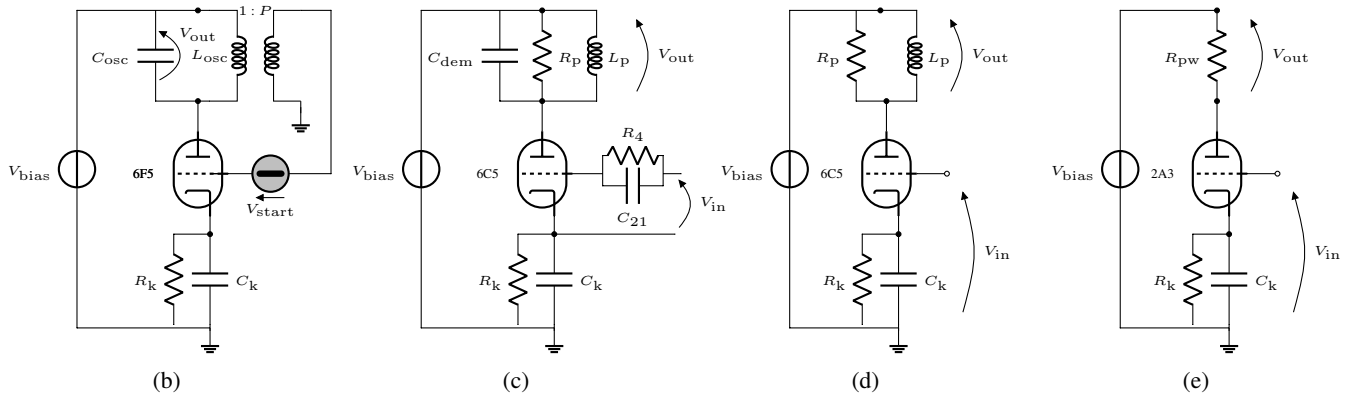 1 : P
V_out
C_osc
L_osc
V_bias
6F5
V_start
R_k
C_k
(b)
C_dem
R_p
L_p
V_out
V_bias
6C5
R_4
C_21
V_in
R_k
C_k
(c)
R_p
L_p
V_out
V_bias
6C5
V_in
R_k
C_k
(d)
R_pw
V_out
V_bias
2A3
V_in
R_k
C_k
(e)